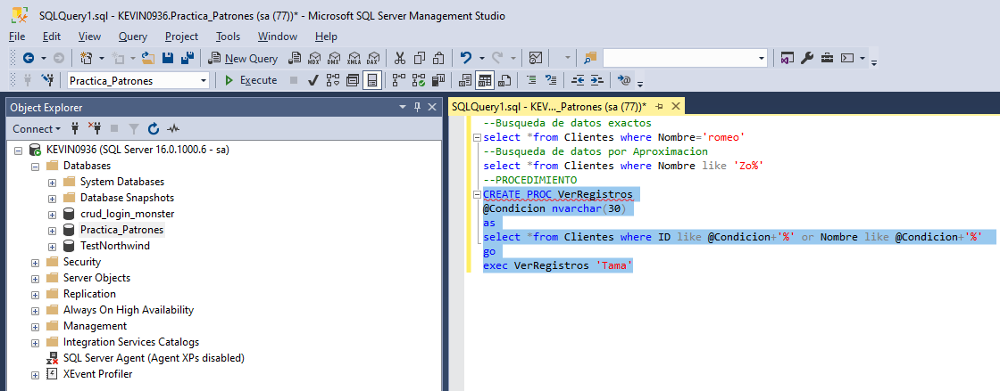 SQLQuery1.sql - KEVIN0936.Practica_Patrones (sa (77))* - Microsoft SQL Server Management Studio
File Edit View Query Project Tools Window Help
New Query MDX DMX XMLA DAX
Practica_Patrones Execute
Object Explorer
Connect
KEVIN0936 (SQL Server 16.0.1000.6 - sa)
Databases
System Databases
Database Snapshots
crud_login_monster
Practica_Patrones
TestNorthwind
Security
Server Objects
Replication
Always On High Availability
Management
Integration Services Catalogs
SQL Server Agent (Agent XPs disabled)
XEvent Profiler
SQLQuery1.sql - KEV..._Patrones (sa (77))*
--Busqueda de datos exactos
select *from Clientes where Nombre='romeo'
--Busqueda de datos por Aproximacion
select *from Clientes where Nombre like 'Zo%'
--PROCEDIMIENTO
CREATE PROC VerRegistros
@Condicion nvarchar(30)
as
select *from Clientes where ID like @Condicion+'%' or Nombre like @Condicion+'%'
go
exec VerRegistros 'Tama'